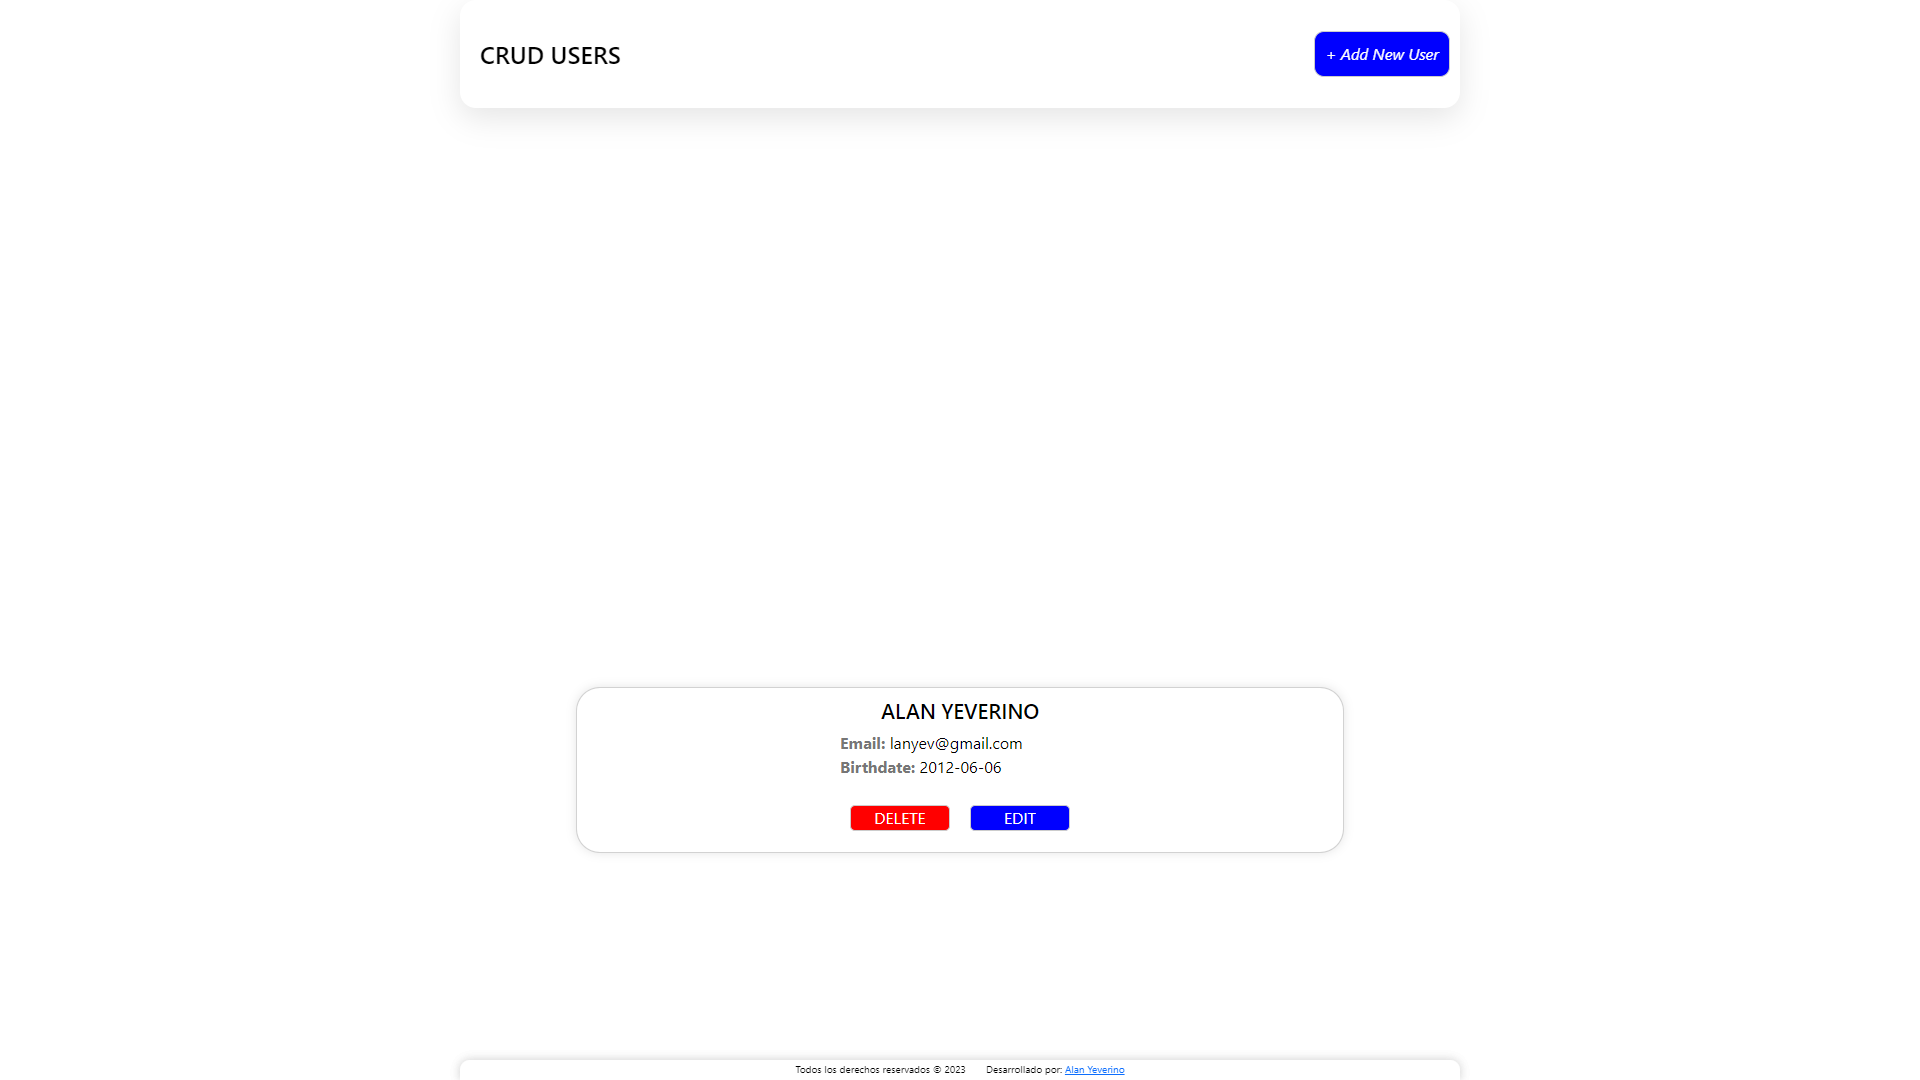 CRUD USERS
+ Add New User
ALAN YEVERINO
Email: lanyev@gmail.com
Birthdate: 2012-06-06
DELETE EDIT
Todos los derechos reservados © 2023 Desarrollado por: Alan Yeverino